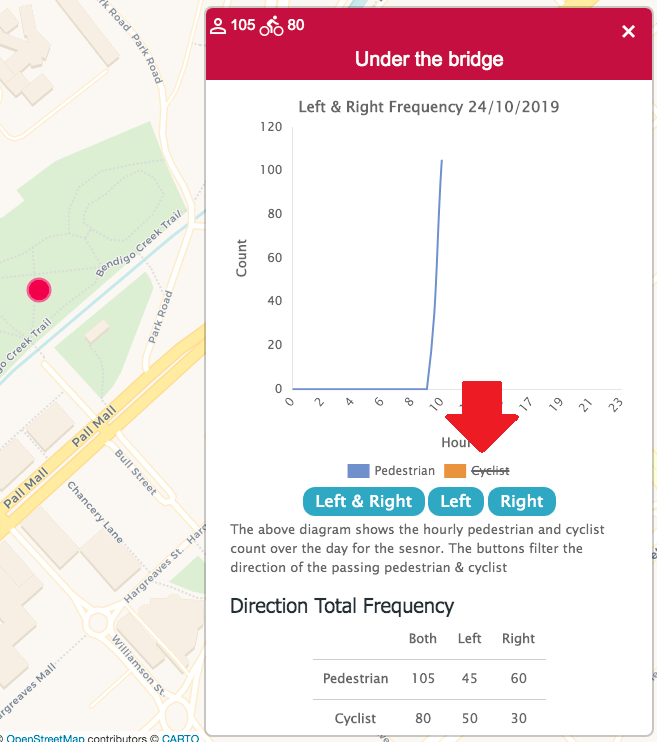 105 80
Under the bridge
Left & Right Frequency 24/10/2019
120
100
80
60
40
20
0
Count
0 2 4 6 8 10 17 19 21 23
Hour
Pedestrian Cyclist
Left & Right Left Right
The above diagram shows the hourly pedestrian and cyclist
count over the day for the sesnor. The buttons filter the
direction of the passing pedestrian & cyclist
Direction Total Frequency
Both Left Right
Pedestrian 105 45 60
Cyclist 80 50 30
Park Road
Park Road
Bendigo Creek Trail
Park Road
go Creek Trail
Pall Mall
Pall Mall
Bull Street
Chancery Lane
Hargreaves St.
Harg
Williamson St.
argreaves Mall
© OpenStreetMap contributors © CARTO